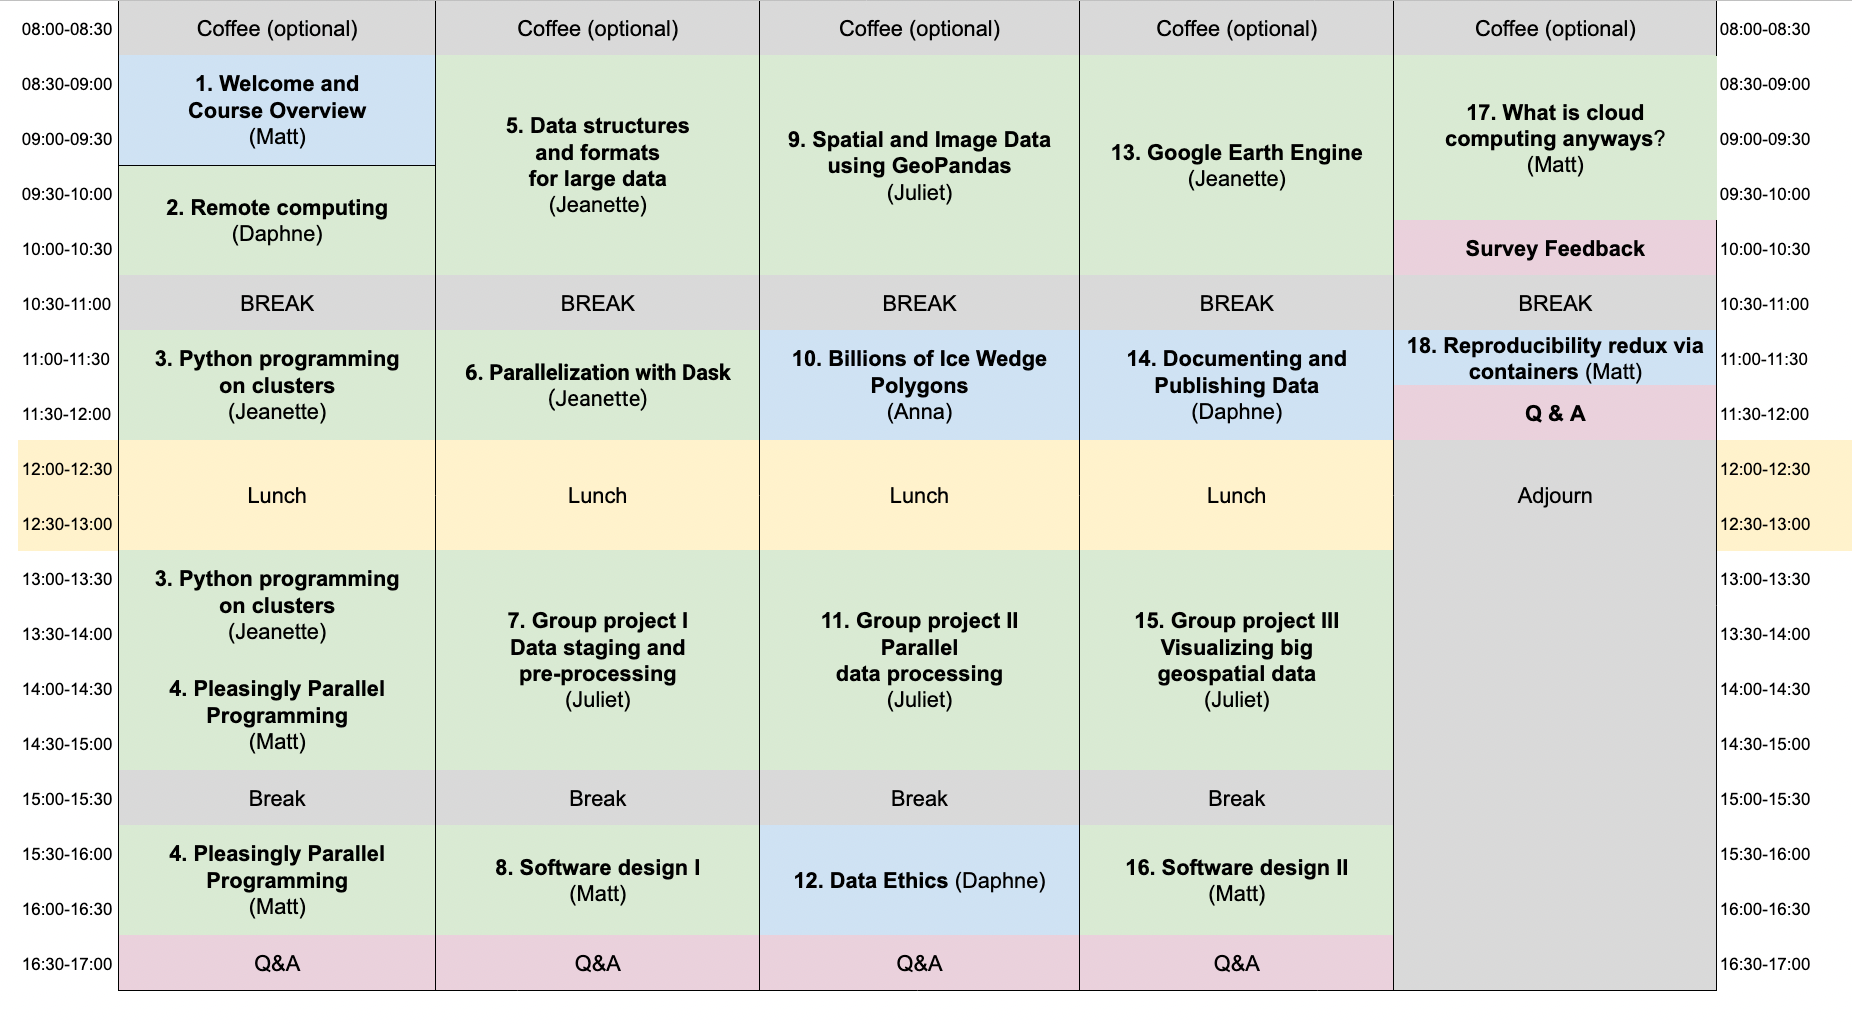 08:00-08:30 Coffee (optional) Coffee (optional) Coffee (optional) Coffee (optional) Coffee (optional) 08:00-08:30
08:30-09:00
09:00-09:30
09:30-10:00
10:00-10:30
1. Welcome and
Course Overview
(Matt)
2. Remote computing
(Daphne)
5. Data structures
and formats
for large data
(Jeanette)
9. Spatial and Image Data
using GeoPandas
(Juliet)
13. Google Earth Engine
(Jeanette)
17. What is cloud
computing anyways?
(Matt)
Survey Feedback
08:30-09:00
09:00-09:30
09:30-10:00
10:00-10:30
10:30-11:00 BREAK BREAK BREAK BREAK BREAK 10:30-11:00
11:00-11:30
11:30-12:00
3. Python programming
on clusters
(Jeanette)
6. Parallelization with Dask
(Jeanette)
10. Billions of Ice Wedge
Polygons
(Anna)
14. Documenting and
Publishing Data
(Daphne)
18. Reproducibility redux via
containers (Matt)
Q & A
11:00-11:30
11:30-12:00
12:00-12:30
12:30-13:00
Lunch Lunch Lunch Lunch Adjourn
12:00-12:30
12:30-13:00
13:00-13:30
13:30-14:00
14:00-14:30
14:30-15:00
3. Python programming
on clusters
(Jeanette)
4. Pleasingly Parallel
Programming
(Matt)
7. Group project I
Data staging and
pre-processing
(Juliet)
11. Group project II
Parallel
data processing
(Juliet)
15. Group project III
Visualizing big
geospatial data
(Juliet)
13:00-13:30
13:30-14:00
14:00-14:30
14:30-15:00
15:00-15:30 Break Break Break Break 15:00-15:30
15:30-16:00
16:00-16:30
4. Pleasingly Parallel
Programming
(Matt)
8. Software design I
(Matt)
12. Data Ethics (Daphne)
16. Software design II
(Matt)
15:30-16:00
16:00-16:30
16:30-17:00 Q&A Q&A Q&A Q&A 16:30-17:00